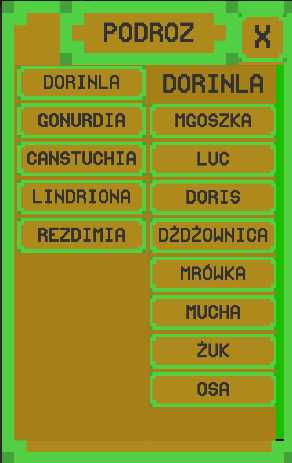 PODROZ
X
DORINLA
GONURDIA
CANSTUCHIA
LINDRIONA
REZDIMIA
DORINLA
MGOSZKA
LUC
DORIS
DŻDŻOWNICA
MRÓWKA
MUCHA
ŻUK
OSA